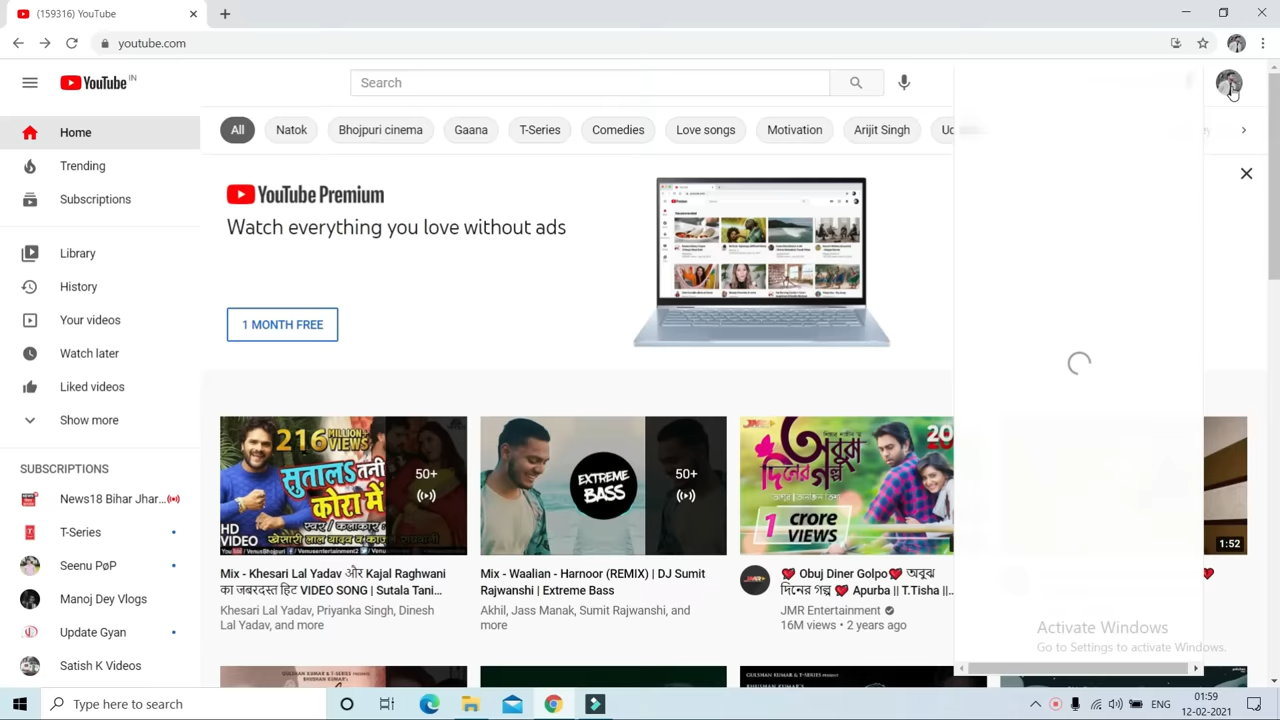 (159316) YouTube
youtube.com
YouTube IN
Search
Home
Trending
Subscriptions
Library
History
Your videos
Watch later
Liked videos
Show more
SUBSCRIPTIONS
News18 Bihar Jhar...
T-Series
Seenu PøP
Manoj Dey Vlogs
Update Gyan
Satish K Videos
All Natok Bhojpuri cinema Gaana T-Series Comedies Love songs Motivation Arijit Singh
YouTube Premium
Watch everything you love without ads
1 MONTH FREE
216 MILLION+
VIEWS
सुतालS तनी
कोरा में
HD
VIDEO
50+
Mix - Khesari Lal Yadav और Kajal Raghwani
का जबरदस्त हिट VIDEO SONG | Sutala Tani...
Khesari Lal Yadav, Priyanka Singh, Dinesh
Lal Yadav, and more
EXTREME
BASS
50+
Mix - Waalian - Harnoor (REMIX) | DJ Sumit
Rajwanshi | Extreme Bass
Akhil, Jass Manak, Sumit Rajwanshi, and
more
অবুঝ
দিনের গল্প
20
1 crore
VIEWS
❤️ Obuj Diner Golpo❤️ অবুঝ
দিনের গল্প ❤️ Apurba || T.Tisha ||...
JMR Entertainment
16M views • 2 years ago
1:52
Activate Windows
Go to Settings to activate Windows.
Type here to search
ENG
01:59
12-02-2021